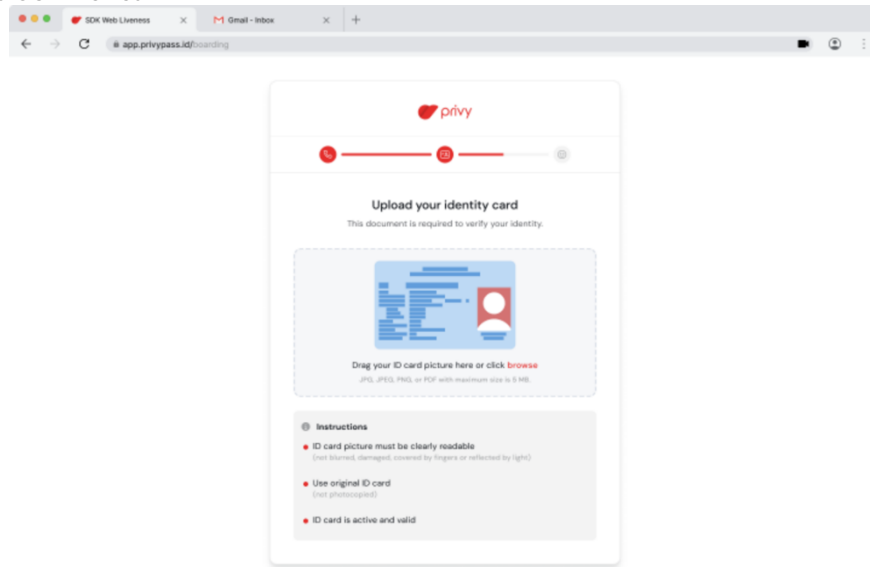 SDK Web Liveness
Gmail - Inbox
app.privypass.id/boarding
privy
Upload your identity card
This document is required to verify your identity.
Drag your ID card picture here or click browse
JPG, JPEG, PNG, or PDF with maximum size is 5 MB.
Instructions
ID card picture must be clearly readable
(not blurred, damaged, covered by fingers or reflected by light)
Use original ID card
(not photocopied)
ID card is active and valid